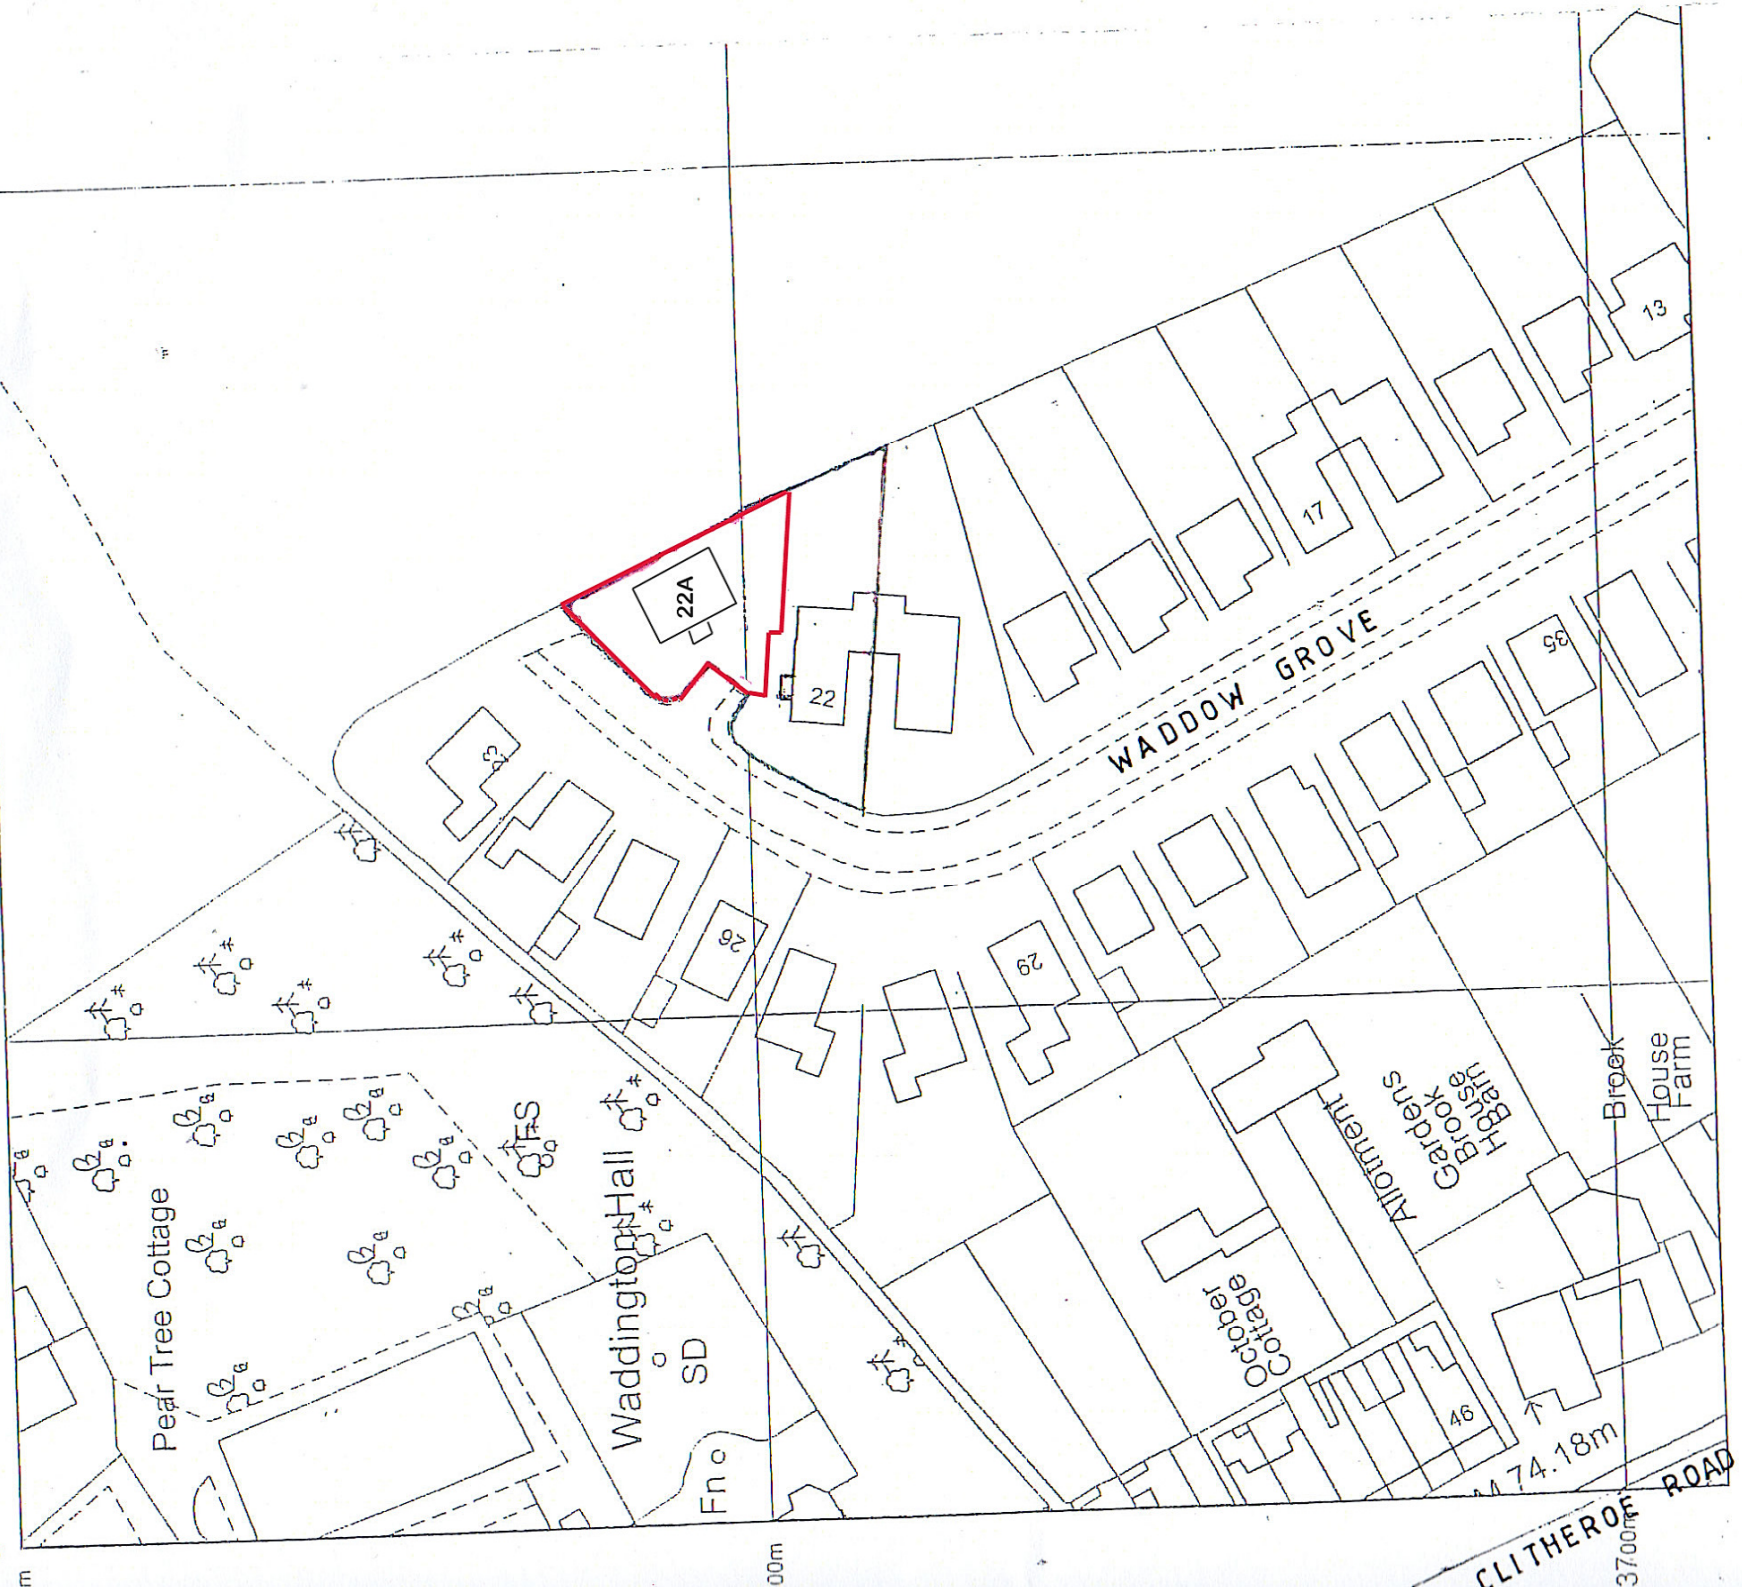 13
17
22A
22
WADDOW GROVE
35
23
26
29
FS
Pear Tree Cottage
Waddington Hall
SD
Fn
Allotment
Gardens
Brook
House
Barn
Brook
House
Farm
October
Cottage
46
74.18m
CLITHEROE ROAD
m
00m
3700m